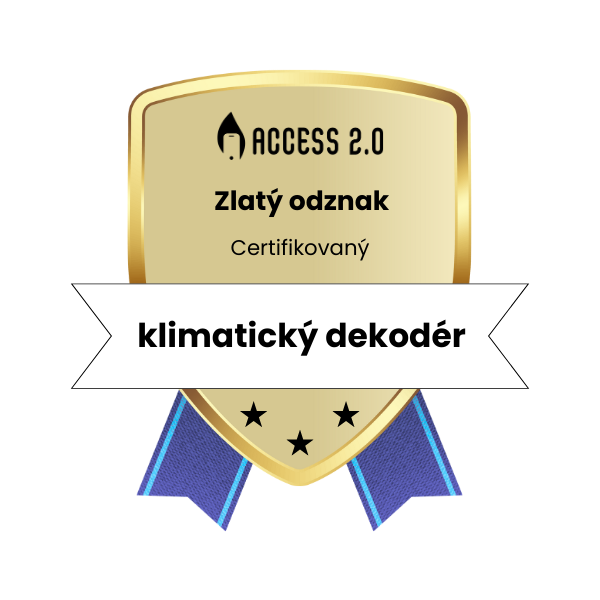 ACCESS 2.0
Zlatý odznak
Certifikovaný
klimatický dekodér